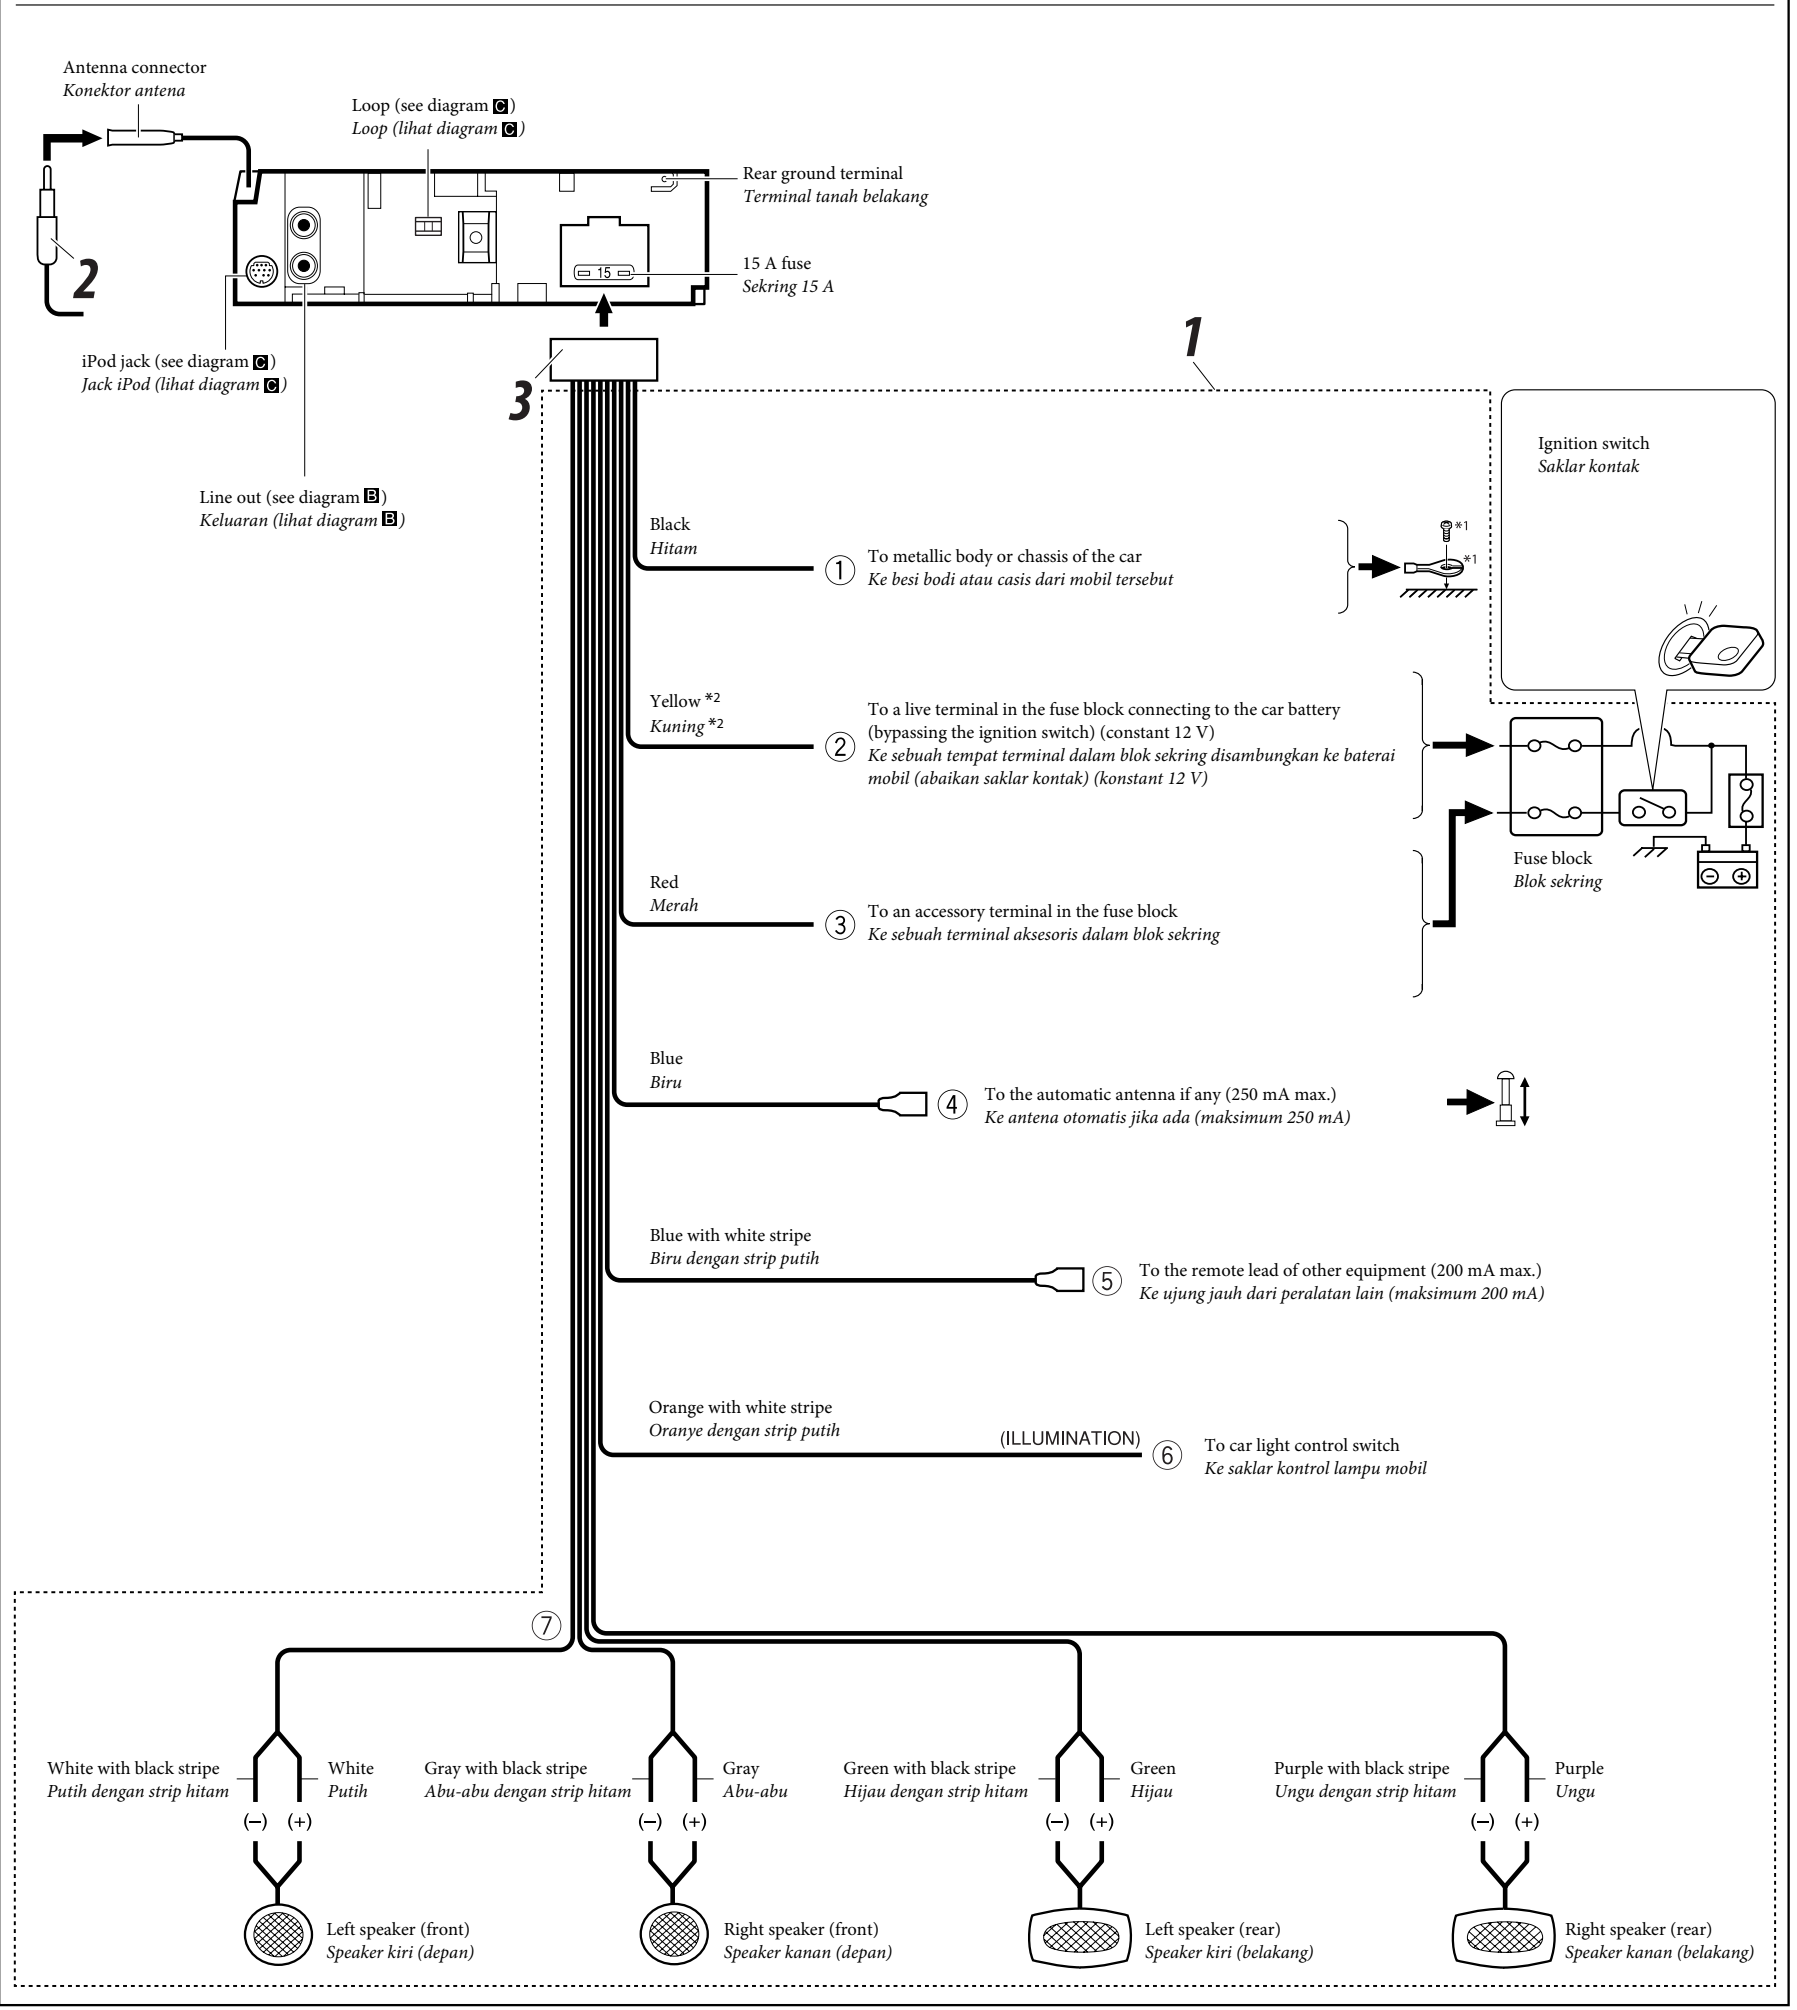 Antenna connector
Konektor antena
Loop (see diagram C)
Loop (lihat diagram C)
Rear ground terminal
Terminal tanah belakang
2
15
15 A fuse
Sekring 15 A
iPod jack (see diagram C)
Jack iPod (lihat diagram C)
3
1
Line out (see diagram B)
Keluaran (lihat diagram B)
Ignition switch
Saklar kontak
Black
Hitam
① To metallic body or chassis of the car
Ke besi bodi atau casis dari mobil tersebut
*1
*1
Yellow *2
Kuning *2
② To a live terminal in the fuse block connecting to the car battery
(bypassing the ignition switch) (constant 12 V)
Ke sebuah tempat terminal dalam blok sekring disambungkan ke baterai
mobil (abaikan saklar kontak) (konstant 12 V)
Fuse block
Blok sekring
Red
Merah
③ To an accessory terminal in the fuse block
Ke sebuah terminal aksesoris dalam blok sekring
Blue
Biru
④ To the automatic antenna if any (250 mA max.)
Ke antena otomatis jika ada (maksimum 250 mA)
Blue with white stripe
Biru dengan strip putih
⑤ To the remote lead of other equipment (200 mA max.)
Ke ujung jauh dari peralatan lain (maksimum 200 mA)
Orange with white stripe
Oranye dengan strip putih
(ILLUMINATION)
⑥ To car light control switch
Ke saklar kontrol lampu mobil
⑦
White with black stripe
Putih dengan strip hitam
White
Putih
(−) (+)
Left speaker (front)
Speaker kiri (depan)
Gray with black stripe
Abu-abu dengan strip hitam
Gray
Abu-abu
(−) (+)
Right speaker (front)
Speaker kanan (depan)
Green with black stripe
Hijau dengan strip hitam
Green
Hijau
(−) (+)
Left speaker (rear)
Speaker kiri (belakang)
Purple with black stripe
Ungu dengan strip hitam
Purple
Ungu
(−) (+)
Right speaker (rear)
Speaker kanan (belakang)